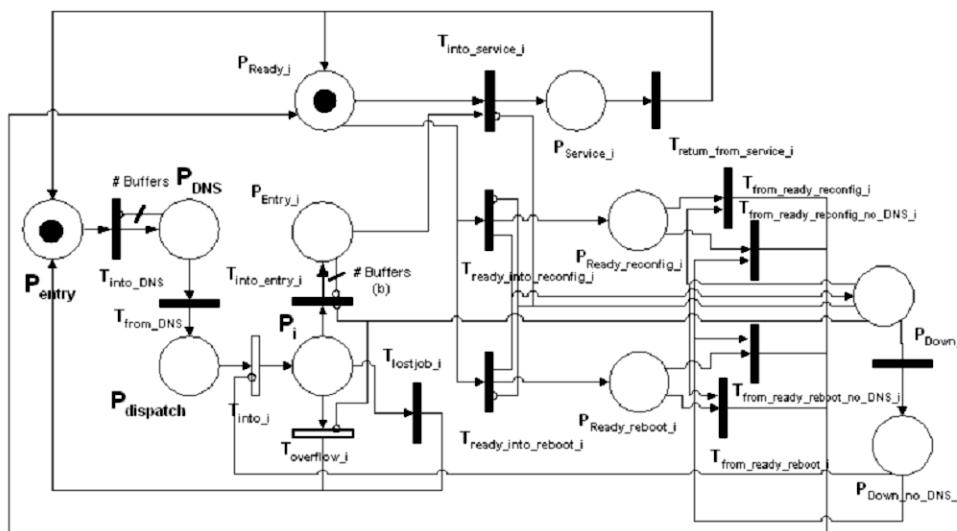 T_into_service_i
P_Ready_i
P_Service_i
T_return_from_service_i
# Buffers
P_DNS
P_Entry_i
T_from_ready_reconfig_i
T_from_ready_reconfig_no_DNS_i
P_entry
T_into_DNS
T_into_entry_i
# Buffers
(b)
T_ready_into_reconfig_i
P_Ready_reconfig_i
T_from_DNS
P_i
P_Down_
T_lostjob_i
P_dispatch
T_into_i
T_overflow_i
T_ready_into_reboot_i
P_Ready_reboot_i
T_from_ready_reboot_no_DNS_i
T_from_ready_reboot_i
P_Down_no_DNS_